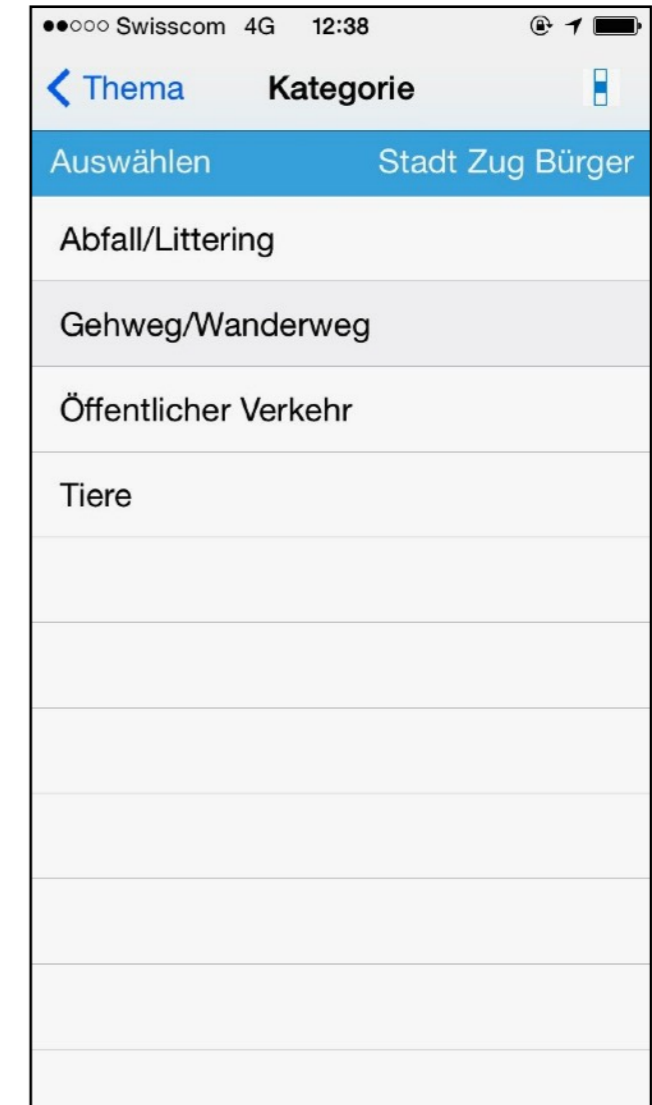 Swisscom 4G 12:38
Thema Kategorie
Auswählen Stadt Zug Bürger
Abfall/Littering
Gehweg/Wanderweg
Öffentlicher Verkehr
Tiere